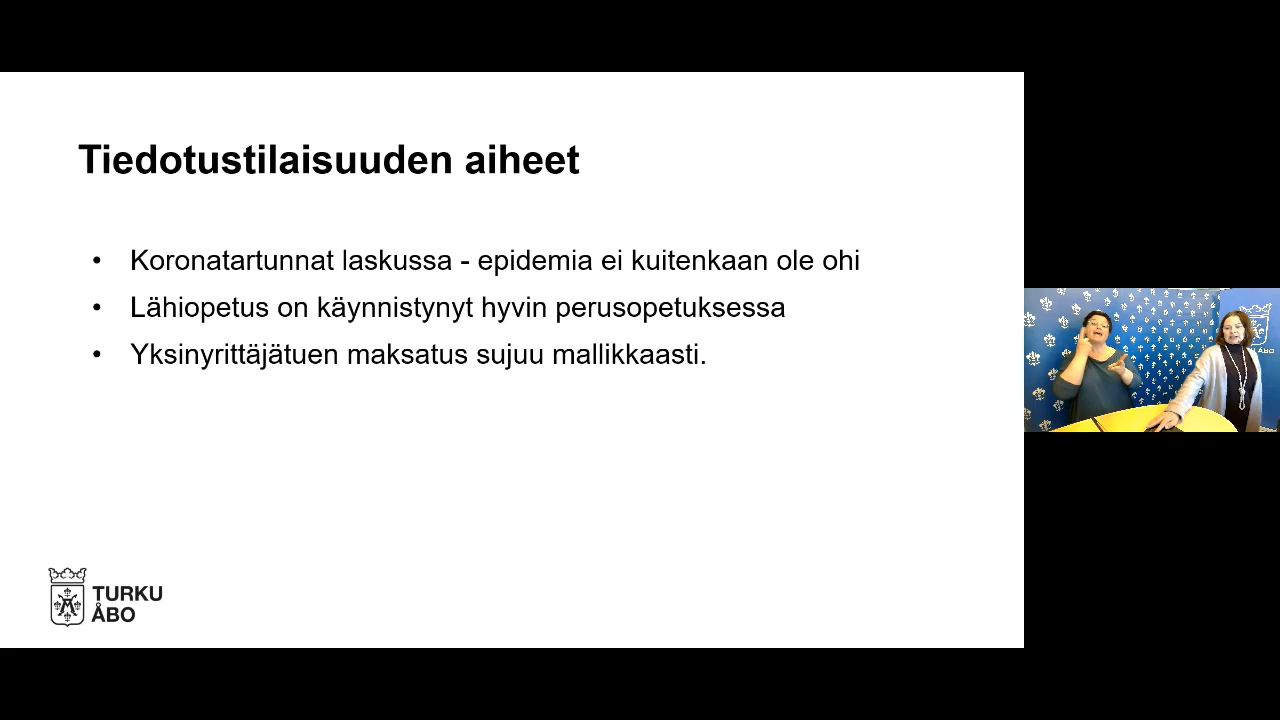 Tiedotustilaisuuden aiheet
• Koronatartunnat laskussa - epidemia ei kuitenkaan ole ohi
• Lähiopetus on käynnistynyt hyvin perusopetuksessa
• Yksinyrittäjätuen maksatus sujuu mallikkaasti.
TURKU
ÅBO
ÅBO